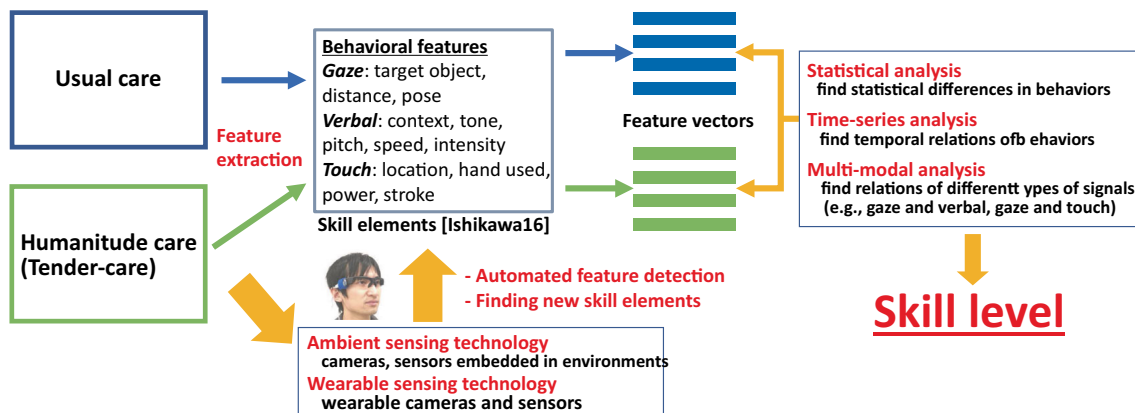 Usual care
Humanitude care
(Tender-care)
Feature
extraction
Behavioral features
Gaze: target object,
distance, pose
Verbal: context, tone,
pitch, speed, intensity
Touch: location, hand used,
power, stroke
Skill elements [Ishikawa16]
- Automated feature detection
- Finding new skill elements
Ambient sensing technology
cameras, sensors embedded in environments
Wearable sensing technology
wearable cameras and sensors
Feature vectors
Statistical analysis
find statistical differences in behaviors
Time-series analysis
find temporal relations ofb ehaviors
Multi-modal analysis
find relations of differentt types of signals
(e.g., gaze and verbal, gaze and touch)
Skill level